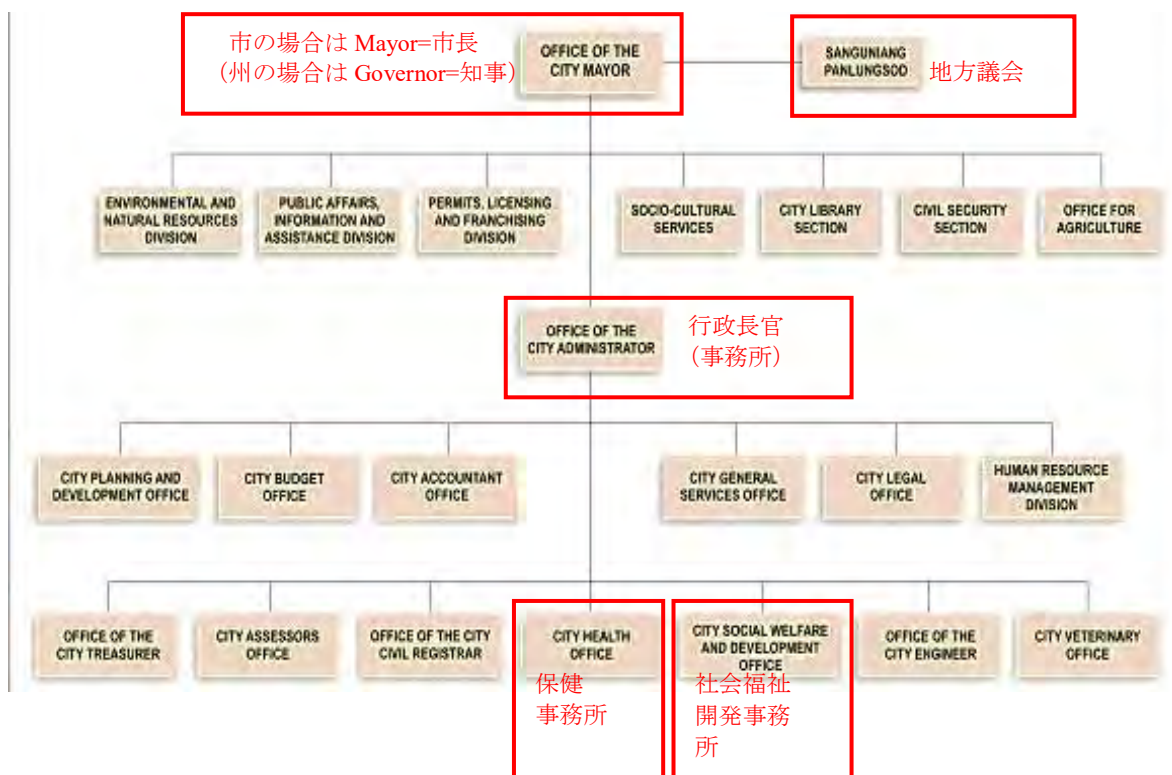 市の場合は Mayor=市長
（州の場合は Governor=知事）
OFFICE OF THE
CITY MAYOR
SANGUNIANG
PANLUNGSOD
地方議会
ENVIRONMENTAL AND
NATURAL RESOURCES
DIVISION
PUBLIC AFFAIRS,
INFORMATION AND
ASSISTANCE DIVISION
PERMITS, LICENSING
AND FRANCHISING
DIVISION
SOCIO-CULTURAL
SERVICES
CITY LIBRARY
SECTION
CIVIL SECURITY
SECTION
OFFICE FOR
AGRICULTURE
OFFICE OF THE
CITY ADMINISTRATOR
行政長官
（事務所）
CITY PLANNING AND
DEVELOPMENT OFFICE
CITY BUDGET
OFFICE
CITY ACCOUNTANT
OFFICE
CITY GENERAL
SERVICES OFFICE
CITY LEGAL
OFFICE
HUMAN RESOURCE
MANAGEMENT
DIVISION
OFFICE OF THE
CITY TREASURER
CITY ASSESSORS
OFFICE
OFFICE OF THE CITY
CIVIL REGISTRAR
CITY HEALTH
OFFICE
保健
事務所
CITY SOCIAL WELFARE
AND DEVELOPMENT
OFFICE
社会福祉
開発事務
所
OFFICE OF THE
CITY ENGINEER
CITY VETERINARY
OFFICE